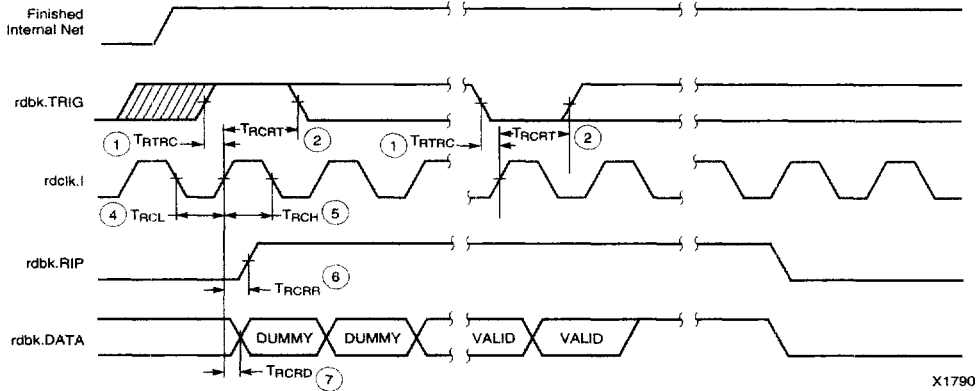 Finished
Internal Net
rdbk.TRIG
1 TRTRC TRCRT 2 1 TRTRC TRCRT 2
rdclk.I
4 TRCL TRCH 5
rdbk.RIP
TRCRR 6
rdbk.DATA DUMMY DUMMY VALID VALID
TRCRD 7
X1790